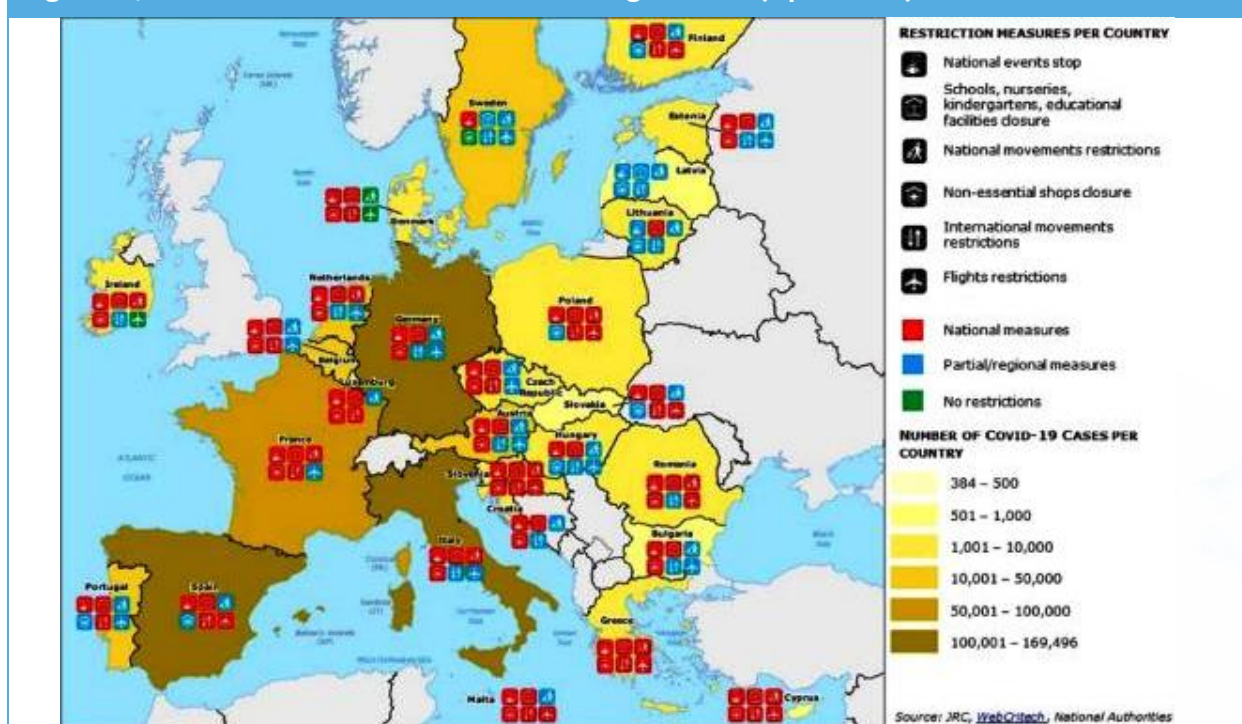 RESTRICTION MEASURES PER COUNTRY
National events stop
Schools, nurseries,
kindergartens, educational
facilities closure
National movements restrictions
Non-essential shops closure
International movements
restrictions
Flights restrictions
National measures
Partial/regional measures
No restrictions
NUMBER OF COVID-19 CASES PER
COUNTRY
384 – 500
501 – 1,000
1,001 – 10,000
10,001 – 50,000
50,001 – 100,000
100,001 – 169,496
Source: JRC, WebCritech, National Authorities
Finland
Sweden
Estonia
Latvia
Lithuania
Denmark
Ireland
Netherlands
Poland
Germany
Belgium
Luxemburg
Czech
Republic
Slovakia
Austria
Hungary
France
Slovenia
Romania
Croatia
Italy
Bulgaria
Portugal
Spain
Greece
Malta
Cyprus
ATLANTIC
OCEAN